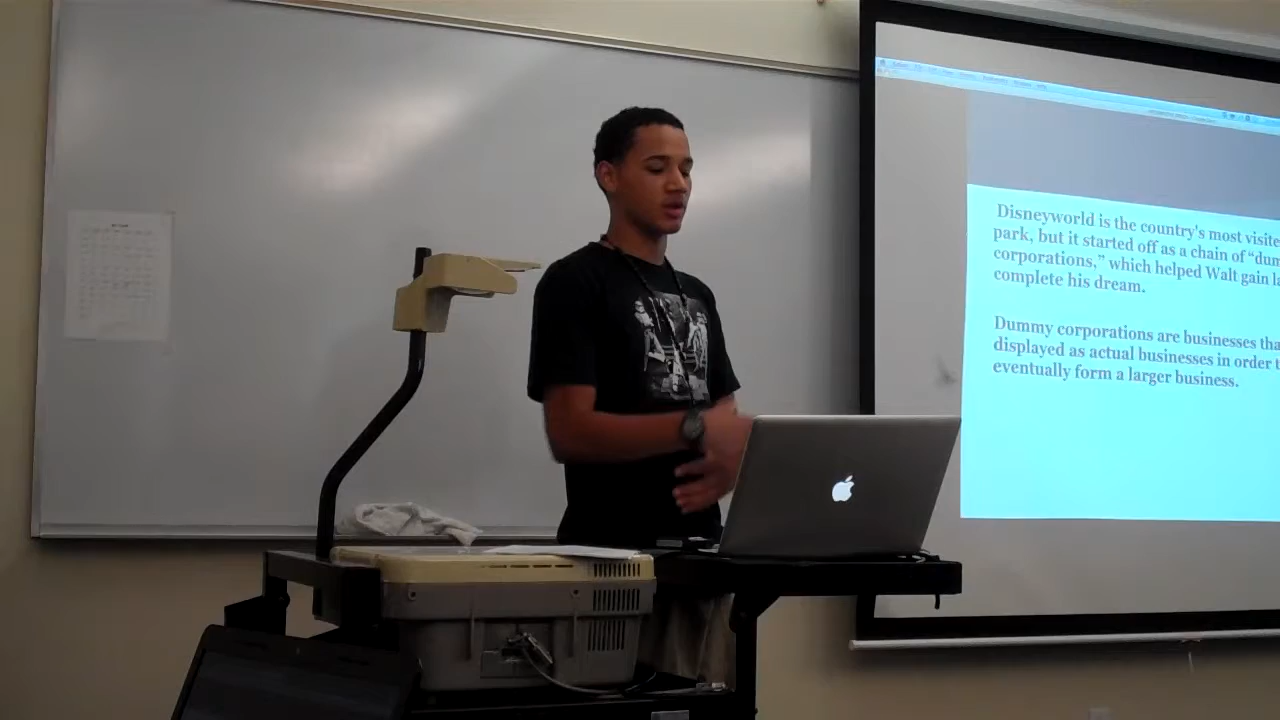 Disneyworld is the country's most visite
park, but it started off as a chain of “dum
corporations,” which helped Walt gain la
complete his dream.
Dummy corporations are businesses tha
displayed as actual businesses in order t
eventually form a larger business.